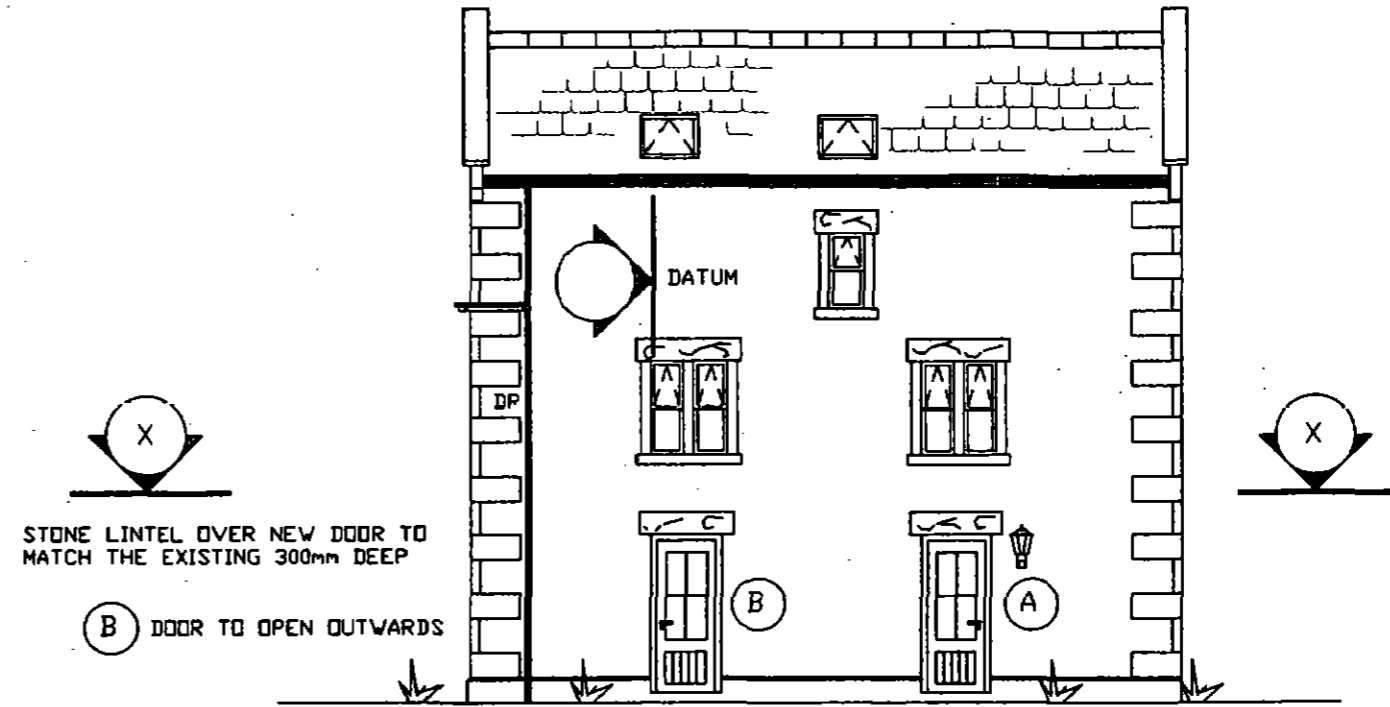 DATUM
DP
X
X
STONE LINTEL OVER NEW DOOR TO
MATCH THE EXISTING 300mm DEEP
B
A
B DOOR TO OPEN OUTWARDS